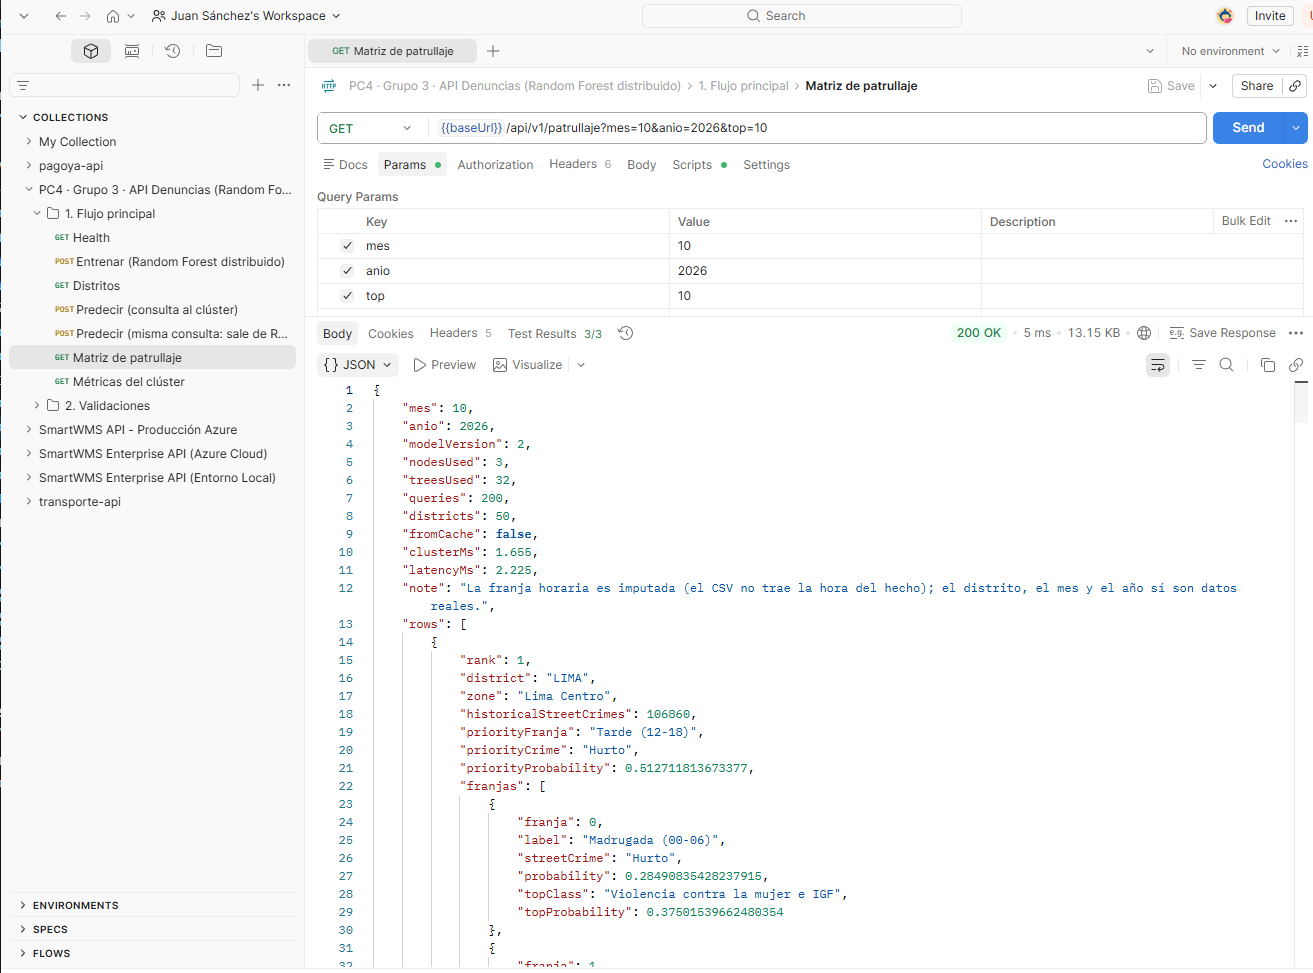 Juan Sánchez's Workspace
Search
Invite
GET Matriz de patrullaje
No environment
PC4 · Grupo 3 · API Denuncias (Random Forest distribuido) > 1. Flujo principal > Matriz de patrullaje
Save
Share
COLLECTIONS
My Collection
pagoya-api
PC4 · Grupo 3 · API Denuncias (Random Fo...
1. Flujo principal
GET Health
POST Entrenar (Random Forest distribuido)
GET Distritos
POST Predecir (consulta al clúster)
POST Predecir (misma consulta: sale de R...
GET Matriz de patrullaje
GET Métricas del clúster
2. Validaciones
SmartWMS API - Producción Azure
SmartWMS Enterprise API (Azure Cloud)
SmartWMS Enterprise API (Entorno Local)
transporte-api
ENVIRONMENTS
SPECS
FLOWS
GET {{baseUrl}}/api/v1/patrullaje?mes=10&anio=2026&top=10
Send
Docs Params Authorization Headers 6 Body Scripts Settings
Cookies
Query Params
Key Value Description Bulk Edit
mes 10
anio 2026
top 10
Body Cookies Headers 5 Test Results 3/3
200 OK • 5 ms • 13.15 KB • e.g. Save Response
{} JSON Preview Visualize
1 {
2 "mes": 10,
3 "anio": 2026,
4 "modelVersion": 2,
5 "nodesUsed": 3,
6 "treesUsed": 32,
7 "queries": 200,
8 "districts": 50,
9 "fromCache": false,
10 "clusterMs": 1.655,
11 "latencyMs": 2.225,
12 "note": "La franja horaria es imputada (el CSV no trae la hora del hecho); el distrito, el mes y el año sí son datos
reales.",
13 "rows": [
14 {
15 "rank": 1,
16 "district": "LIMA",
17 "zone": "Lima Centro",
18 "historicalStreetCrimes": 106860,
19 "priorityFranja": "Tarde (12-18)",
20 "priorityCrime": "Hurto",
21 "priorityProbability": 0.512711813673377,
22 "franjas": [
23 {
24 "franja": 0,
25 "label": "Madrugada (00-06)",
26 "streetCrime": "Hurto",
27 "probability": 0.28490835428237915,
28 "topClass": "Violencia contra la mujer e IGF",
29 "topProbability": 0.37501539662480354
30 },
31 {
32 "franja": 1